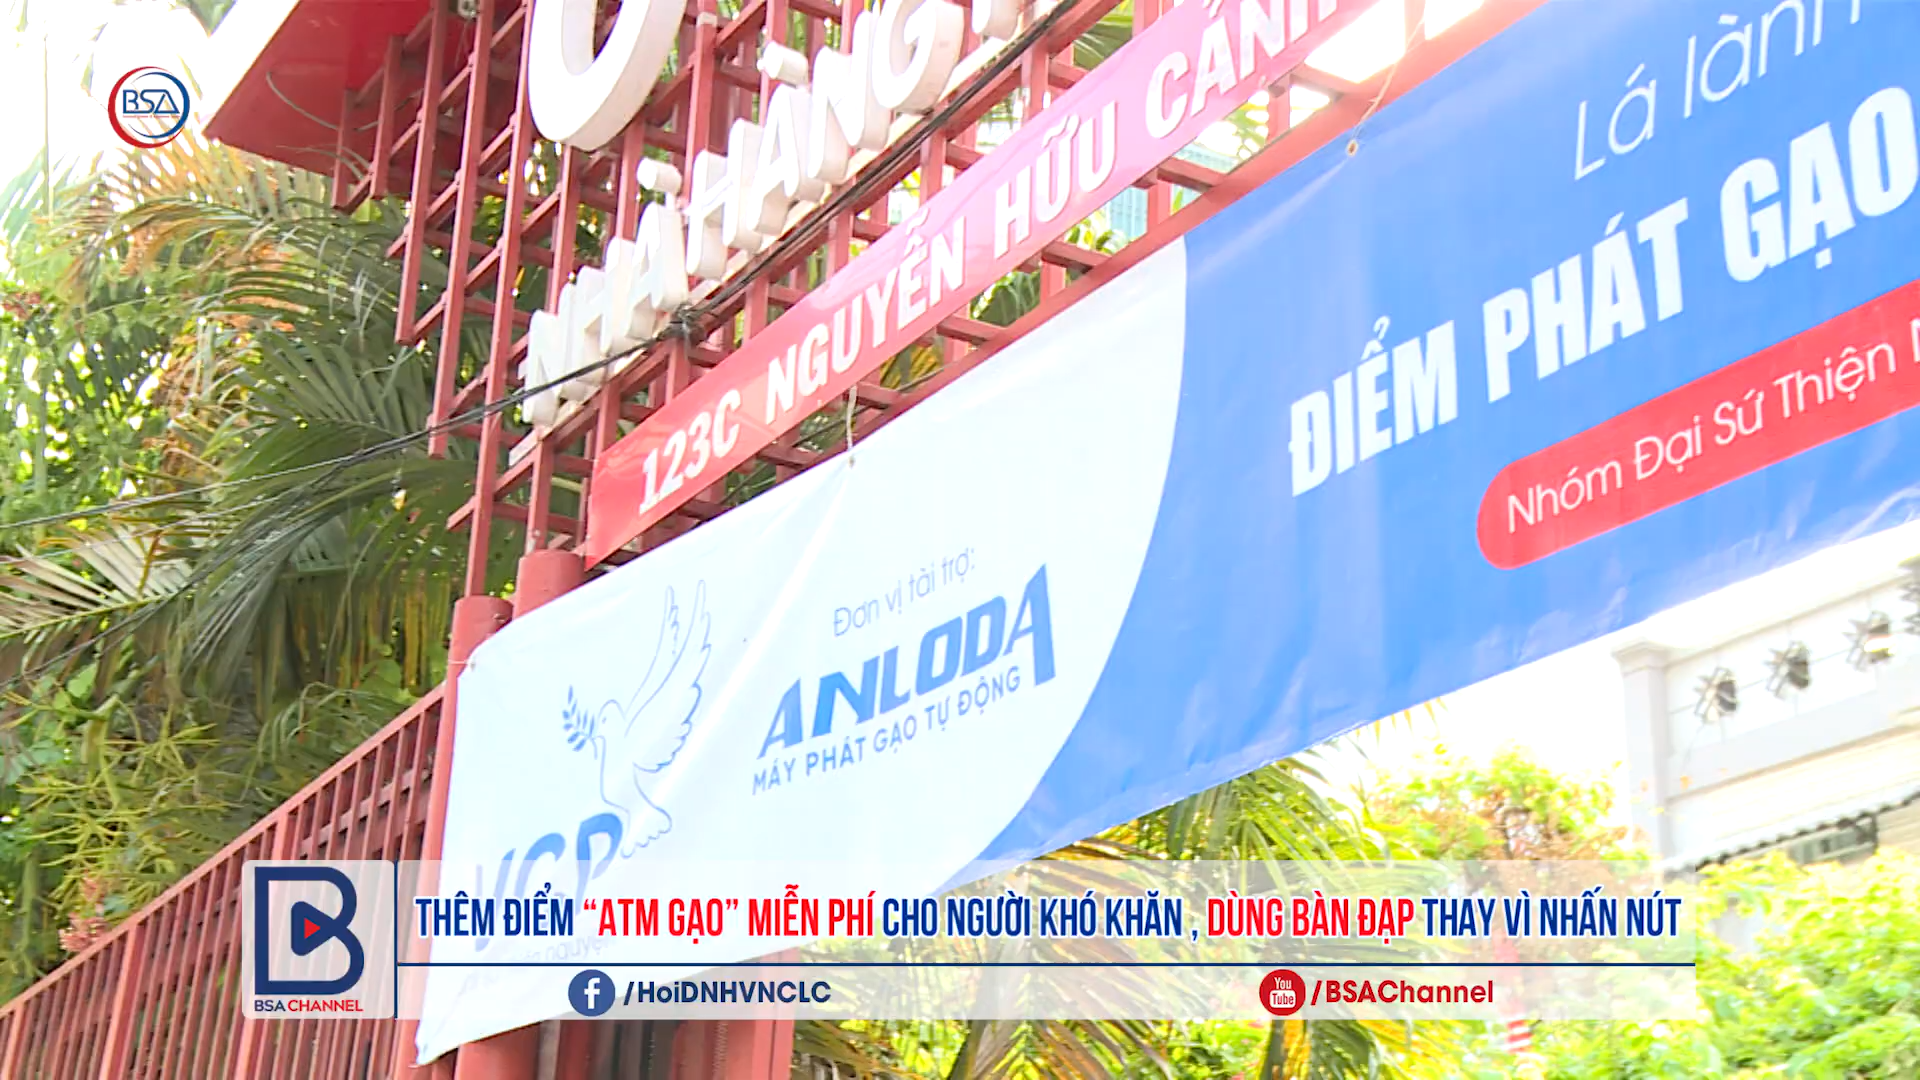 BSA
NHÀ HÀNG
123C NGUYỄN HỮU CẢNH
Lá lành
ĐIỂM PHÁT GẠO
Nhóm Đại Sứ Thiện
Đơn vị tài trợ:
ANLODA
MÁY PHÁT GẠO TỰ ĐỘNG
VGP
THÊM ĐIỂM “ATM GẠO” MIỄN PHÍ CHO NGƯỜI KHÓ KHĂN , DÙNG BÀN ĐẠP THAY VÌ NHẤN NÚT
BSA CHANNEL
/HoiDNHVNCLC
You Tube /BSAChannel